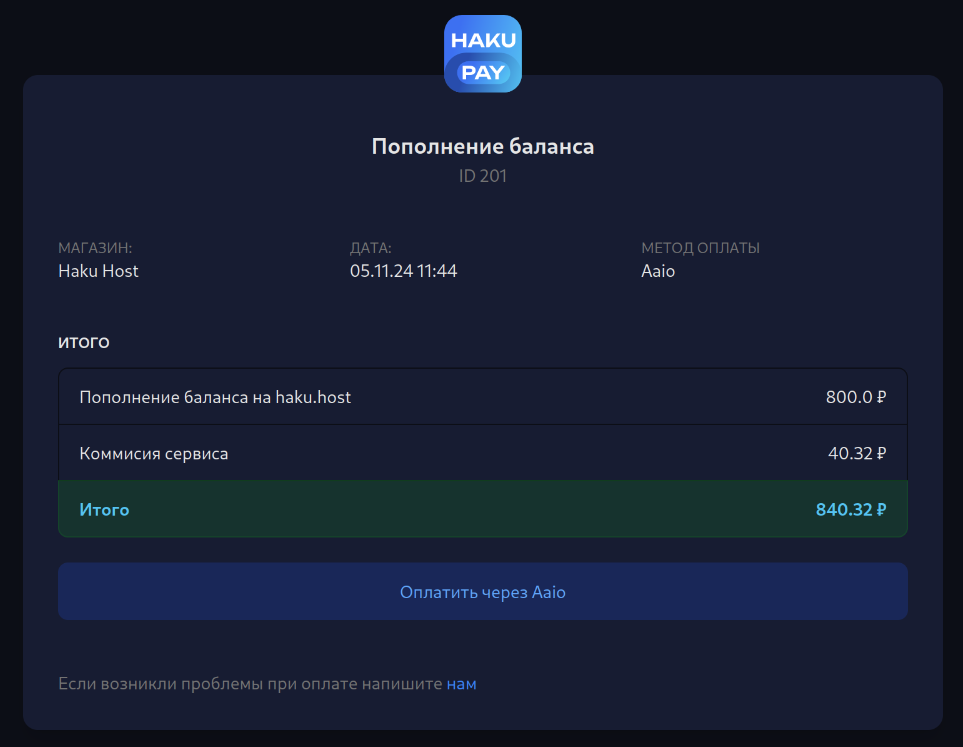 HAKU
PAY
Пополнение баланса
ID 201
МАГАЗИН:
Haku Host
ДАТА:
05.11.24 11:44
МЕТОД ОПЛАТЫ
Aaio
ИТОГО
Пополнение баланса на haku.host 800.0 ₽
Коммисия сервиса 40.32 ₽
Итого 840.32 ₽
Оплатить через Aaio
Если возникли проблемы при оплате напишите нам